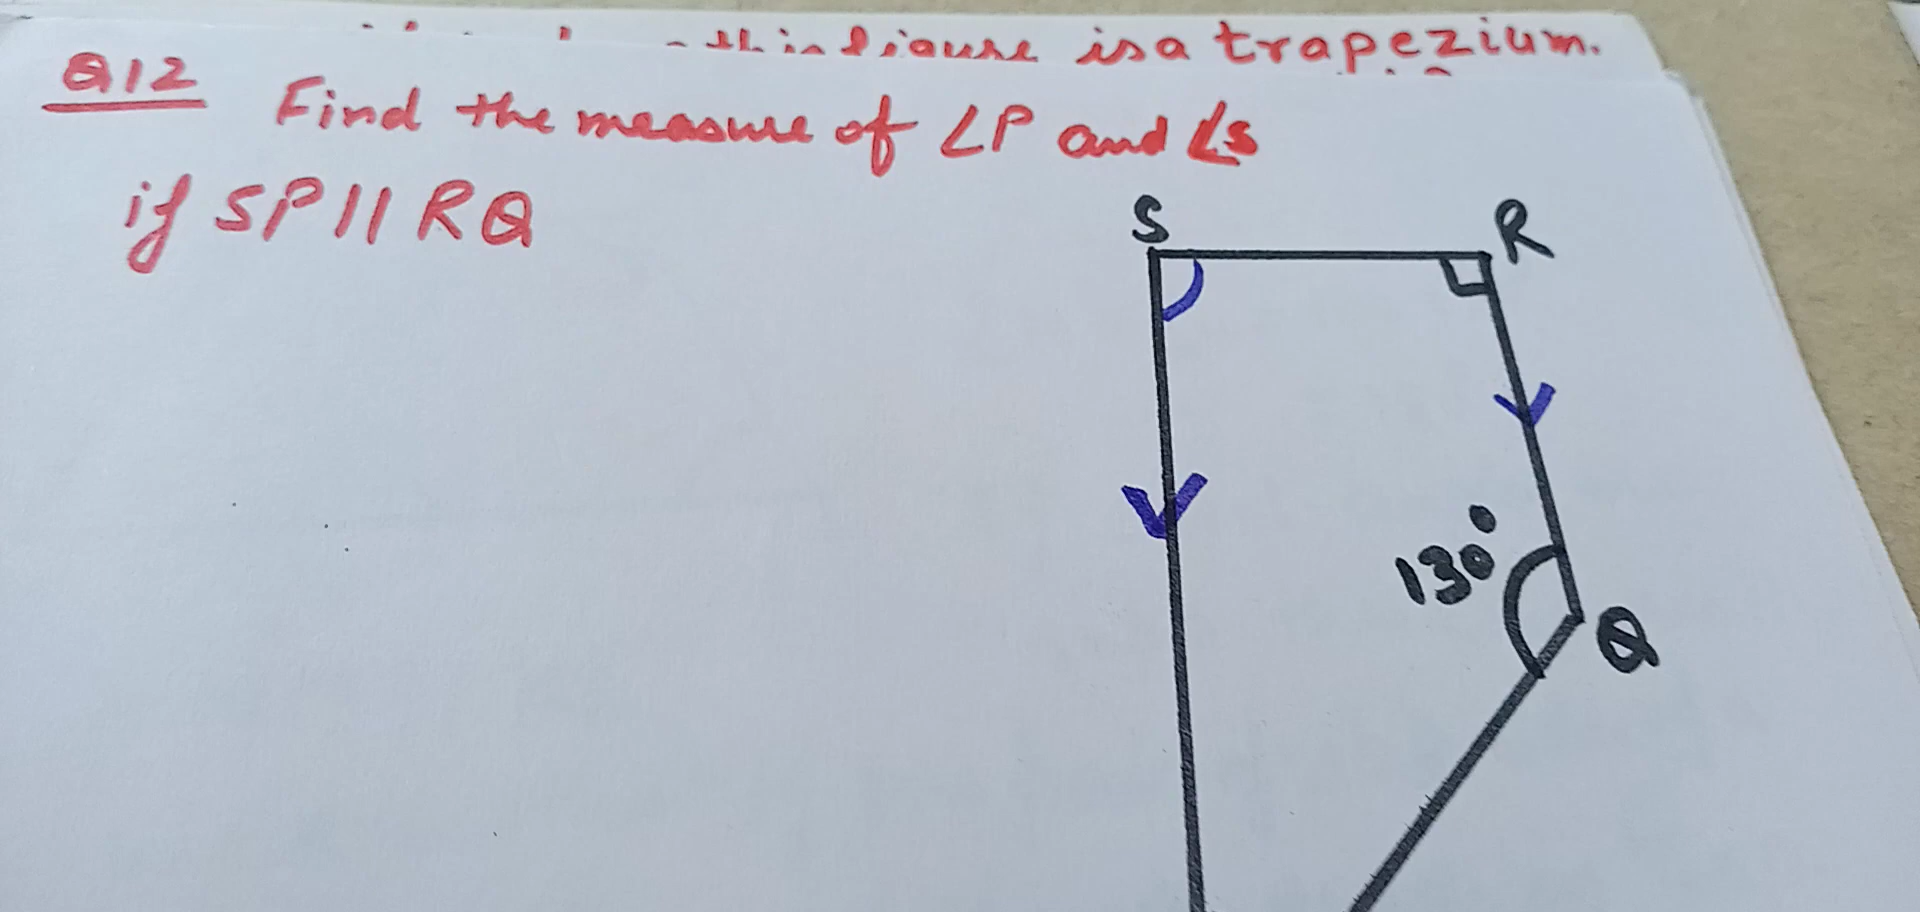 is a trapezium.
Q12 Find the measure of ∠P and ∠s
if SP || RQ
S
R
130°
Q